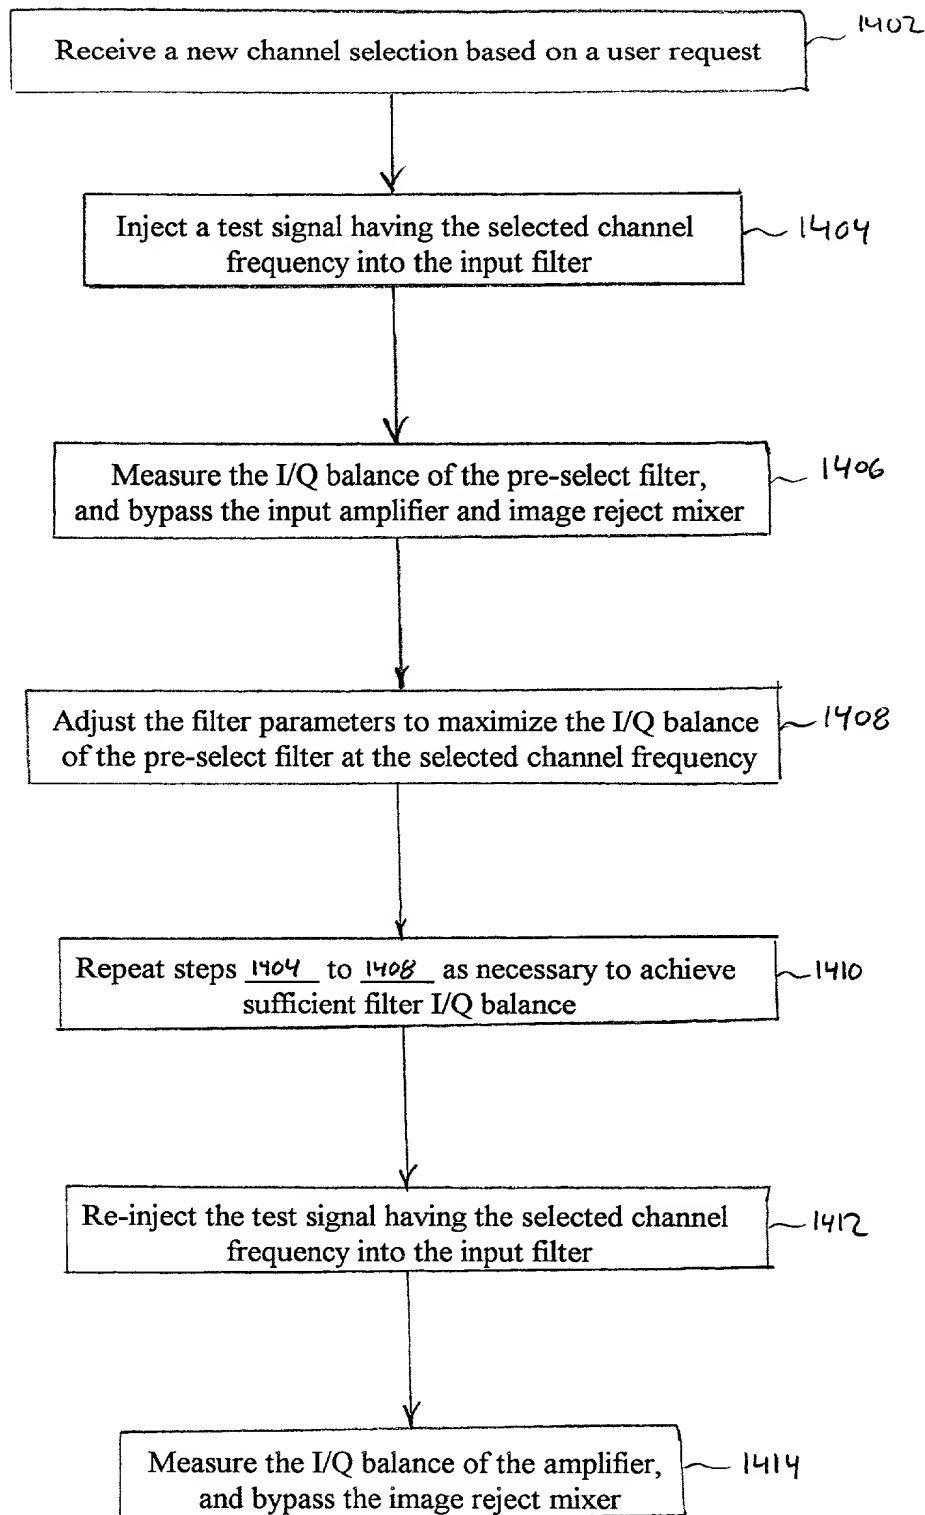 Receive a new channel selection based on a user request
1402
Inject a test signal having the selected channel
frequency into the input filter
1404
Measure the I/Q balance of the pre-select filter,
and bypass the input amplifier and image reject mixer
1406
Adjust the filter parameters to maximize the I/Q balance
of the pre-select filter at the selected channel frequency
1408
Repeat steps 1404 to 1408 as necessary to achieve
sufficient filter I/Q balance
1410
Re-inject the test signal having the selected channel
frequency into the input filter
1412
Measure the I/Q balance of the amplifier,
and bypass the image reject mixer
1414